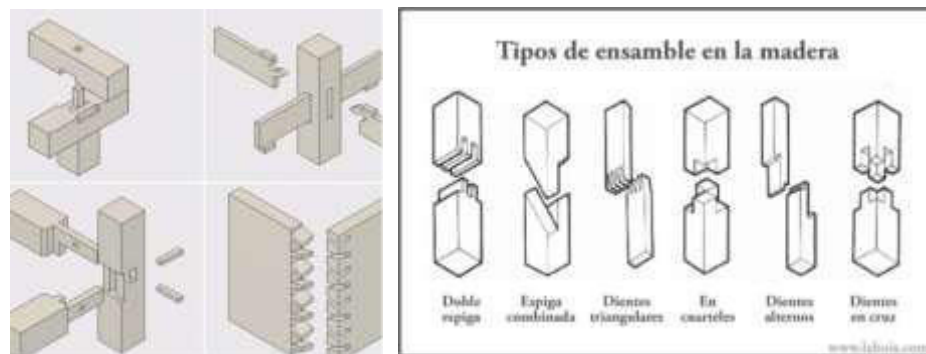 Tipos de ensamble en la madera
Doble
espiga
Espiga
combinada
Dientes
triangulares
En
cuarteles
Dientes
alternos
Dientes
en cruz